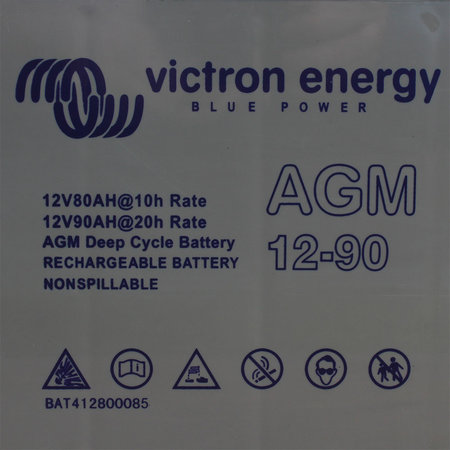 victron energy
BLUE POWER
12V80AH@10h Rate
12V90AH@20h Rate
AGM Deep Cycle Battery
RECHARGEABLE BATTERY
NONSPILLABLE
AGM
12-90
BAT412800085